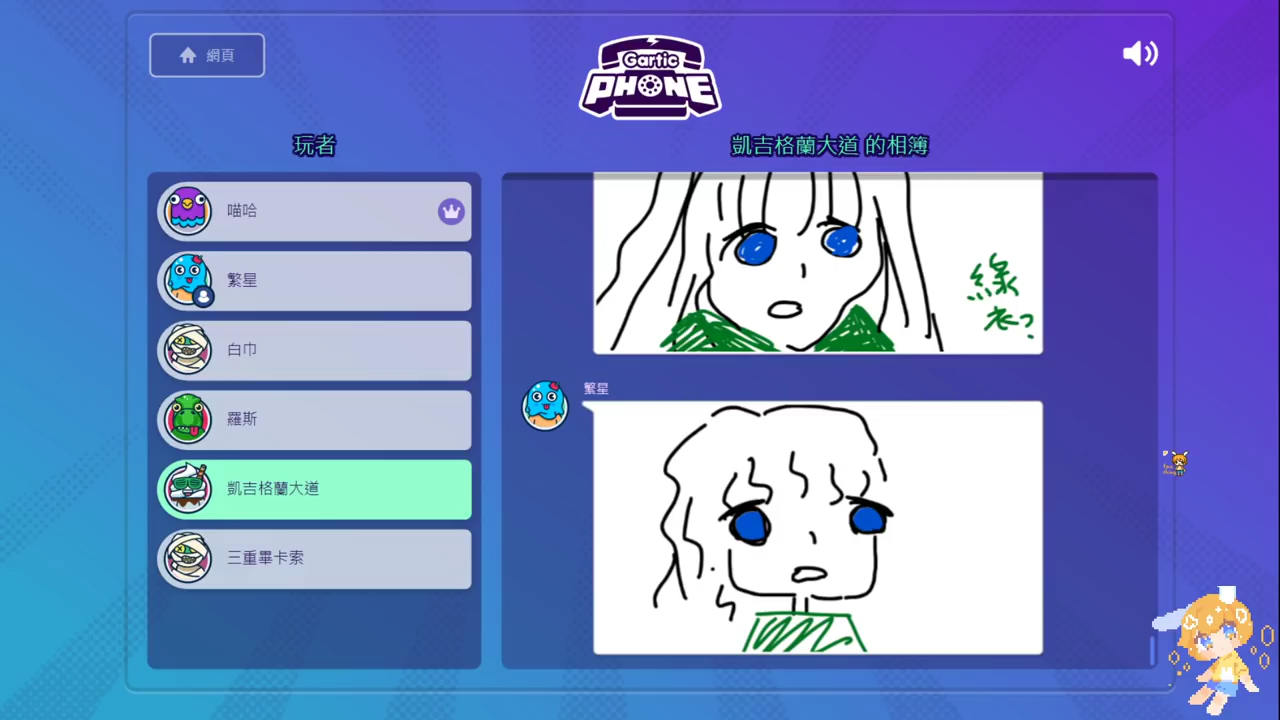 網頁
Gartic
PHONE
玩者
凱吉格蘭大道 的相簿
喵哈
繁星
白巾
羅斯
凱吉格蘭大道
三重畢卡索
綠
衣?
繁星